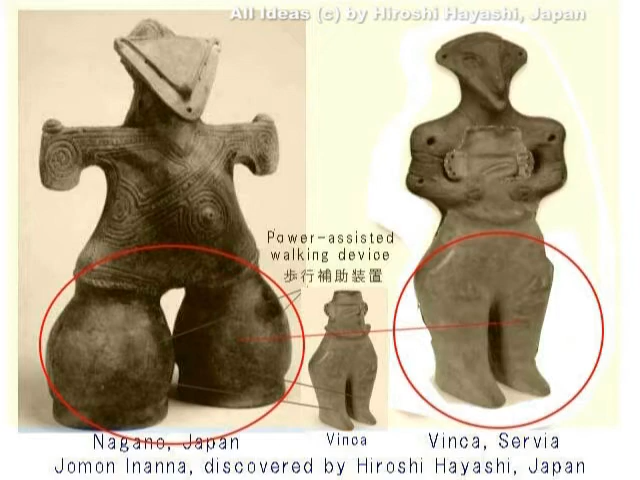 All Ideas (c) by Hiroshi Hayashi, Japan
Power-assisted
walking device
歩行補助装置
Nagano, Japan
Vinca
Vinca, Servia
Jomon Inanna, discovered by Hiroshi Hayashi, Japan